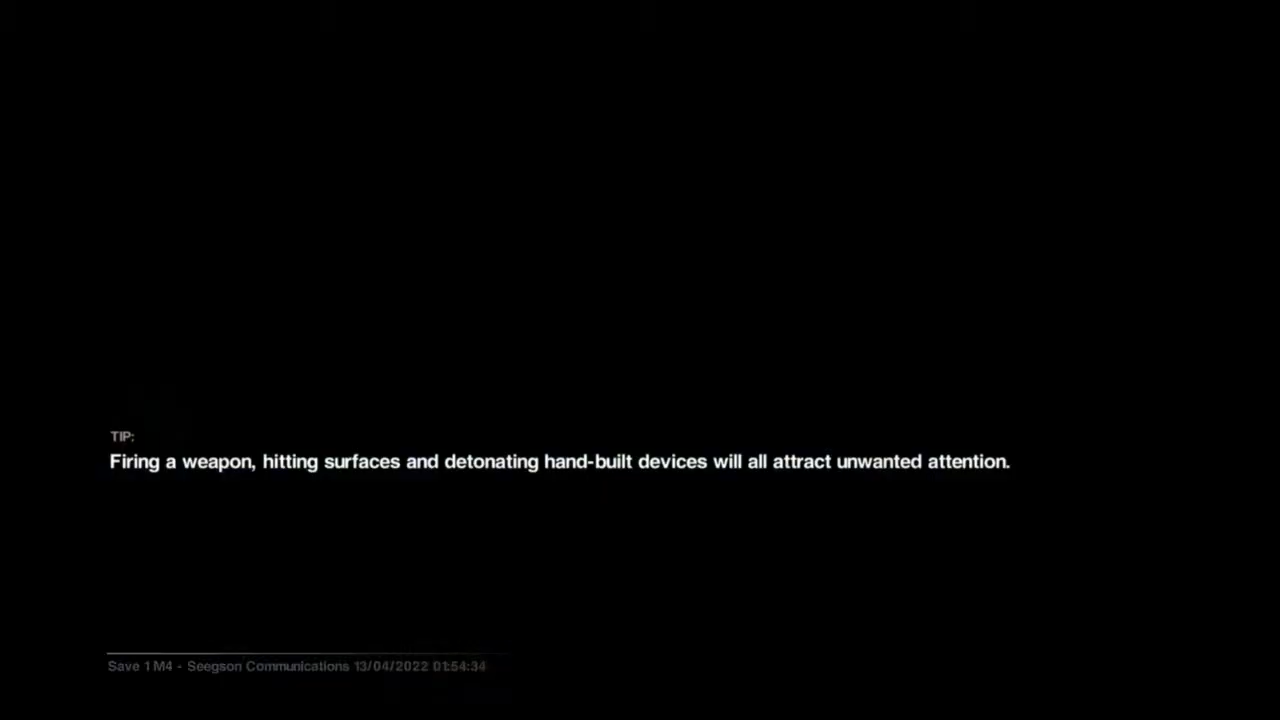 TIP:
Firing a weapon, hitting surfaces and detonating hand-built devices will all attract unwanted attention.
Save 1 M4 - Seegson Communications 13/04/2022 01:54:34